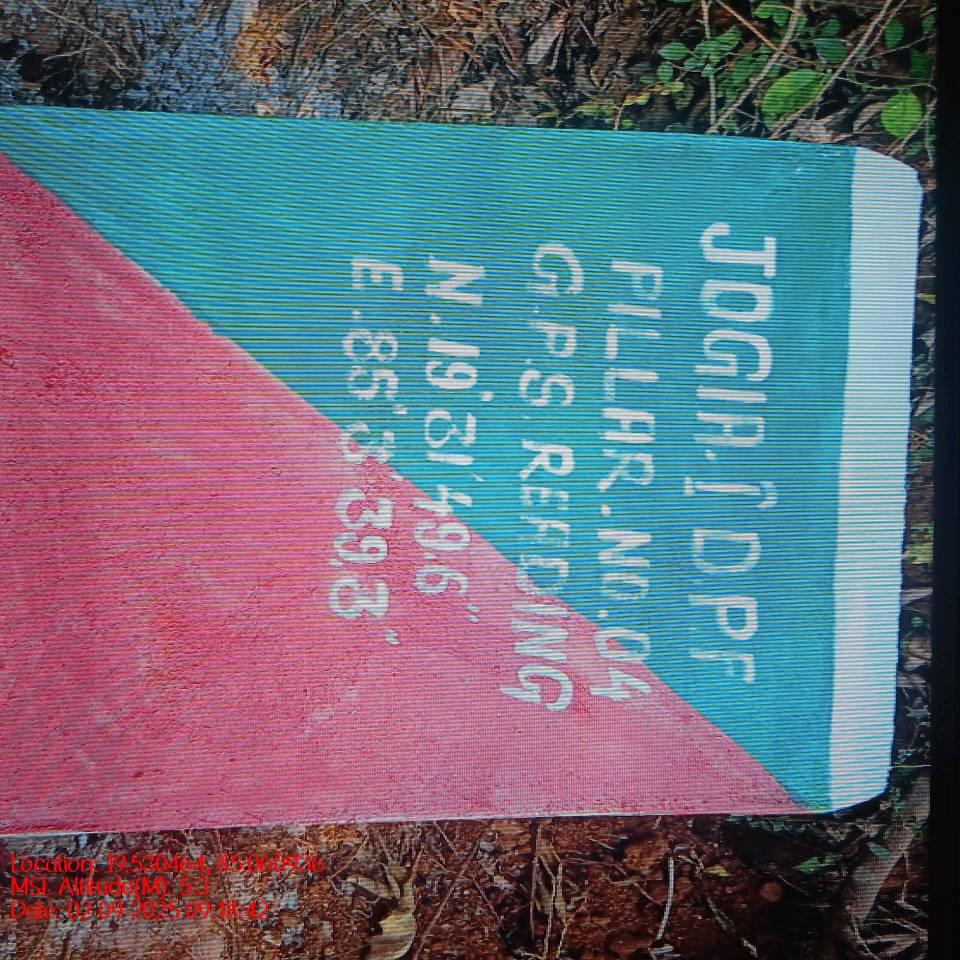 JOGIA. [ D.P.F
PILLAR. NO. 04
G.P.S. READING
N. 19° 31' 49.6"
E. 85° 3' 39.3"
Location: 19.530464, 85.060936
MSL Altitude(M): 5.3
Date: 02-09-2025 09:18:42